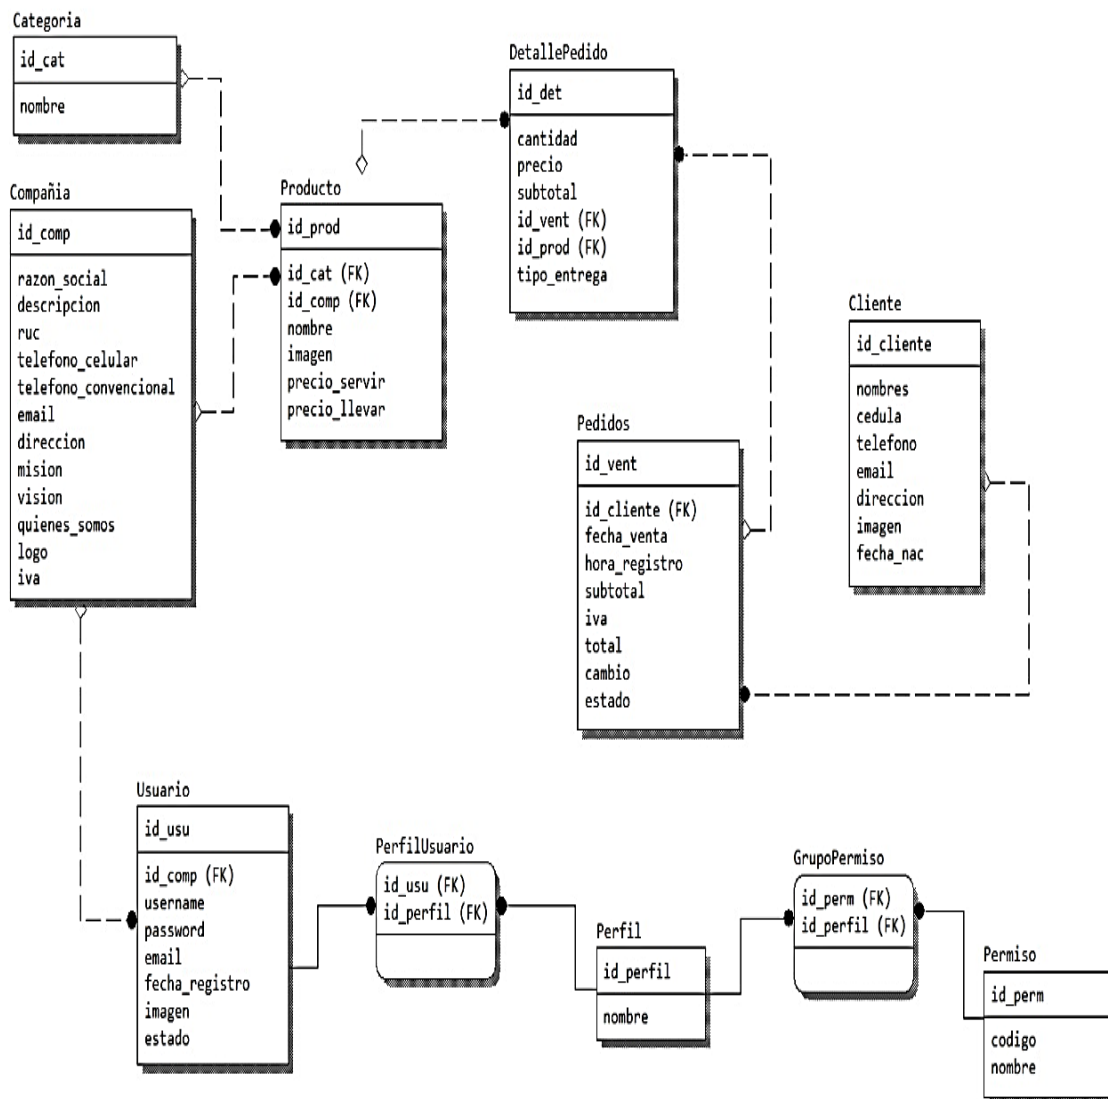 Categoria
id_cat
nombre
DetallePedido
id_det
cantidad
precio
subtotal
id_vent (FK)
id_prod (FK)
tipo_entrega
Compañia
id_comp
razon_social
descripcion
ruc
telefono_celular
telefono_convencional
email
direccion
mision
vision
quienes_somos
logo
iva
Producto
id_prod
id_cat (FK)
id_comp (FK)
nombre
imagen
precio_servir
precio_llevar
Cliente
id_cliente
nombres
cedula
telefono
email
direccion
imagen
fecha_nac
Pedidos
id_vent
id_cliente (FK)
fecha_venta
hora_registro
subtotal
iva
total
cambio
estado
Usuario
id_usu
id_comp (FK)
username
password
email
fecha_registro
imagen
estado
PerfilUsuario
id_usu (FK)
id_perfil (FK)
Perfil
id_perfil
nombre
GrupoPermiso
id_perm (FK)
id_perfil (FK)
Permiso
id_perm
codigo
nombre